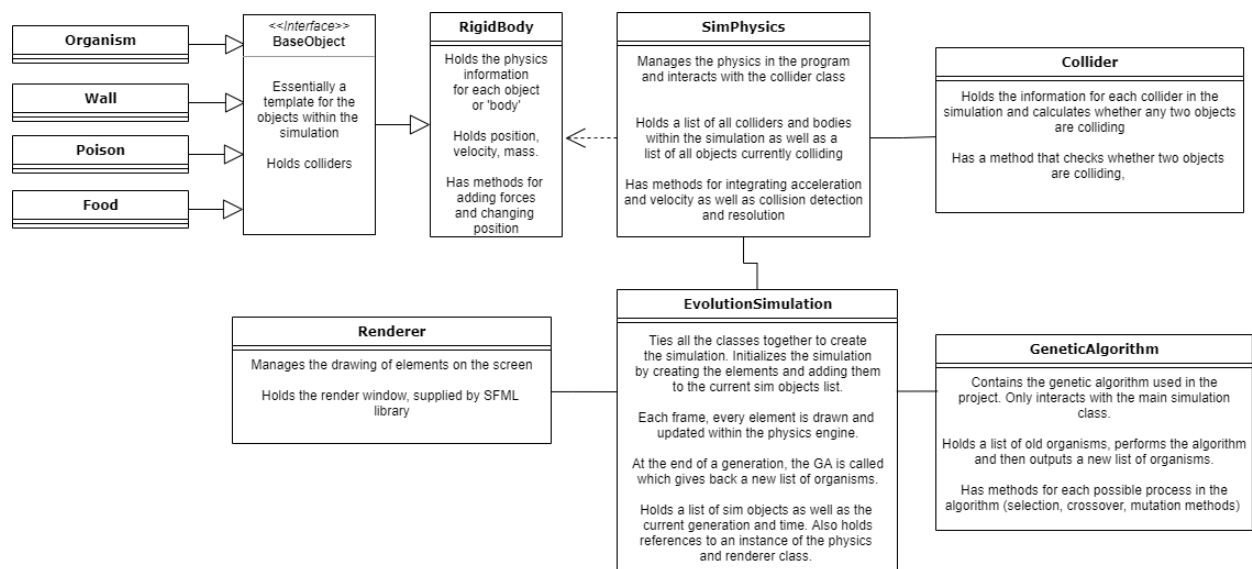 Organism
Wall
Poison
Food
<<Interface>>
BaseObject
Essentially a
template for the
objects within the
simulation
Holds colliders
RigidBody
Holds the physics
information
for each object
or 'body'
Holds position,
velocity, mass.
Has methods for
adding forces
and changing
position
SimPhysics
Manages the physics in the program
and interacts with the collider class
Holds a list of all colliders and bodies
within the simulation as well as a
list of all objects currently colliding
Has methods for integrating acceleration
and velocity as well as collision detection
and resolution
Collider
Holds the information for each collider in the
simulation and calculates whether any two objects
are colliding
Has a method that checks whether two objects
are colliding,
Renderer
Manages the drawing of elements on the screen
Holds the render window, supplied by SFML
library
EvolutionSimulation
Ties all the classes together to create
the simulation. Initializes the simulation
by creating the elements and adding them
to the current sim objects list.
Each frame, every element is drawn and
updated within the physics engine.
At the end of a generation, the GA is called
which gives back a new list of organisms.
Holds a list of sim objects as well as the
current generation and time. Also holds
references to an instance of the physics
and renderer class.
GeneticAlgorithm
Contains the genetic algorithm used in the
project. Only interacts with the main simulation
class.
Holds a list of old organisms, performs the algorithm
and then outputs a new list of organisms.
Has methods for each possible process in the
algorithm (selection, crossover, mutation methods)